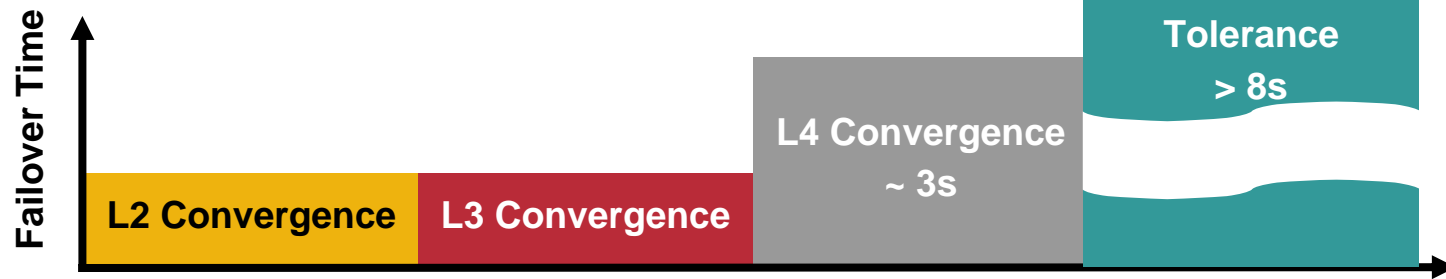 Failover Time
L2 Convergence
L3 Convergence
L4 Convergence
~ 3s
Tolerance
> 8s